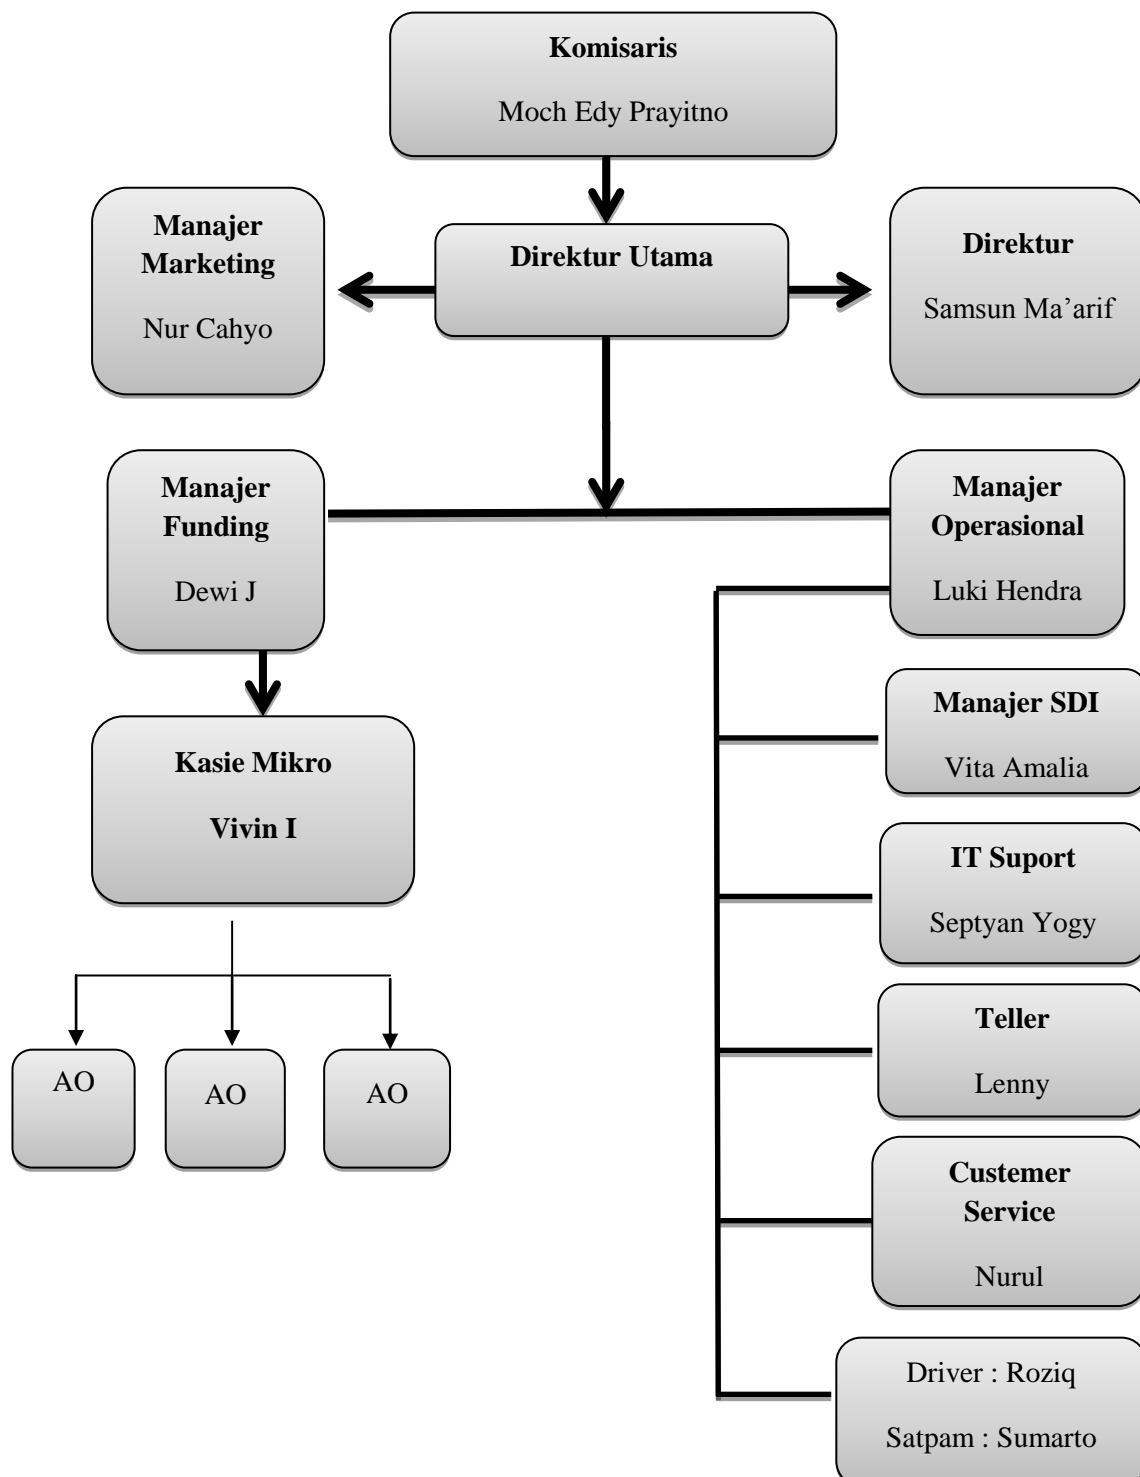 Komisaris
Moch Edy Prayitno
Manajer
Marketing
Nur Cahyo
Direktur Utama
Direktur
Samsun Ma’arif
Manajer
Funding
Dewi J
Manajer
Operasional
Luki Hendra
Kasie Mikro
Vivin I
Manajer SDI
Vita Amalia
IT Suport
Septyan Yogy
AO
AO
AO
Teller
Lenny
Custemer
Service
Nurul
Driver : Roziq
Satpam : Sumarto